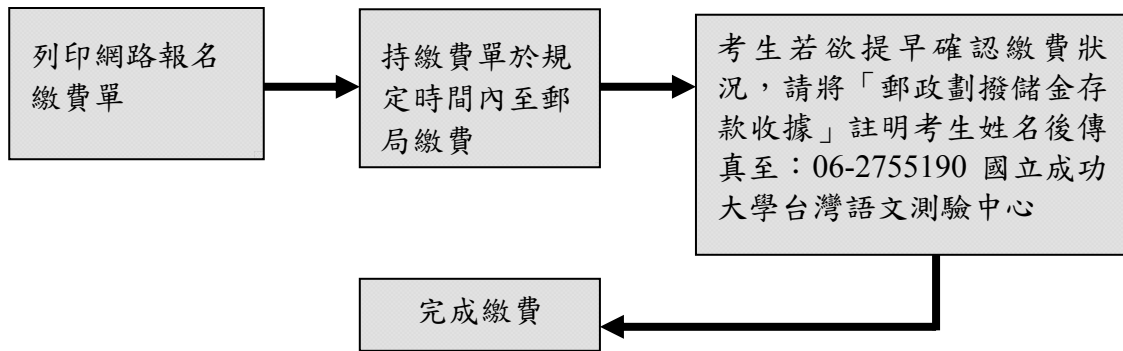 列印網路報名
繳費單
持繳費單於規
定時間內至郵
局繳費
考生若欲提早確認繳費狀
況，請將「郵政劃撥儲金存
款收據」註明考生姓名後傳
真至：06-2755190 國立成功
大學台灣語文測驗中心
完成繳費